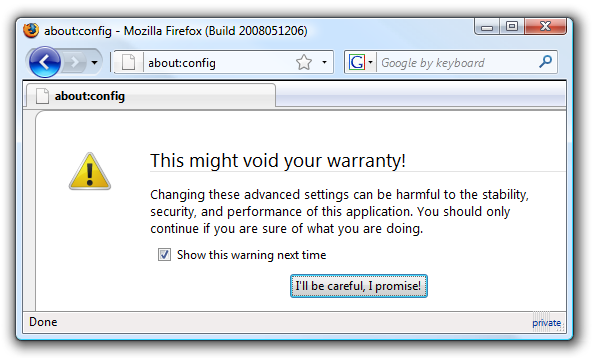 about:config - Mozilla Firefox (Build 2008051206)
about:config
G
Google by keyboard
about:config
This might void your warranty!
Changing these advanced settings can be harmful to the stability,
security, and performance of this application. You should only
continue if you are sure of what you are doing.
Show this warning next time
I'll be careful, I promise!
Done
private